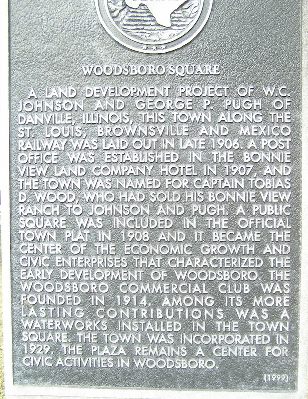 WOODSBORO SQUARE
A LAND DEVELOPMENT PROJECT OF W.C.
JOHNSON AND GEORGE P. PUGH OF
DANVILLE, ILLINOIS, THIS TOWN ALONG THE
ST. LOUIS, BROWNSVILLE AND MEXICO
RAILWAY WAS LAID OUT IN LATE 1906. A POST
OFFICE WAS ESTABLISHED IN THE BONNIE
VIEW LAND COMPANY HOTEL IN 1907, AND
THE TOWN WAS NAMED FOR CAPTAIN TOBIAS
D. WOOD, WHO HAD SOLD HIS BONNIE VIEW
RANCH TO JOHNSON AND PUGH. A PUBLIC
SQUARE WAS INCLUDED IN THE OFFICIAL
TOWN PLAT IN 1908 AND IT BECAME THE
CENTER OF THE ECONOMIC GROWTH AND
CIVIC ENTERPRISES THAT CHARACTERIZED THE
EARLY DEVELOPMENT OF WOODSBORO. THE
WOODSBORO COMMERCIAL CLUB WAS
FOUNDED IN 1914. AMONG ITS MORE
LASTING CONTRIBUTIONS WAS A
WATERWORKS INSTALLED IN THE TOWN
SQUARE. THE TOWN WAS INCORPORATED IN
1929. THE PLAZA REMAINS A CENTER FOR
CIVIC ACTIVITIES IN WOODSBORO.
(1999)